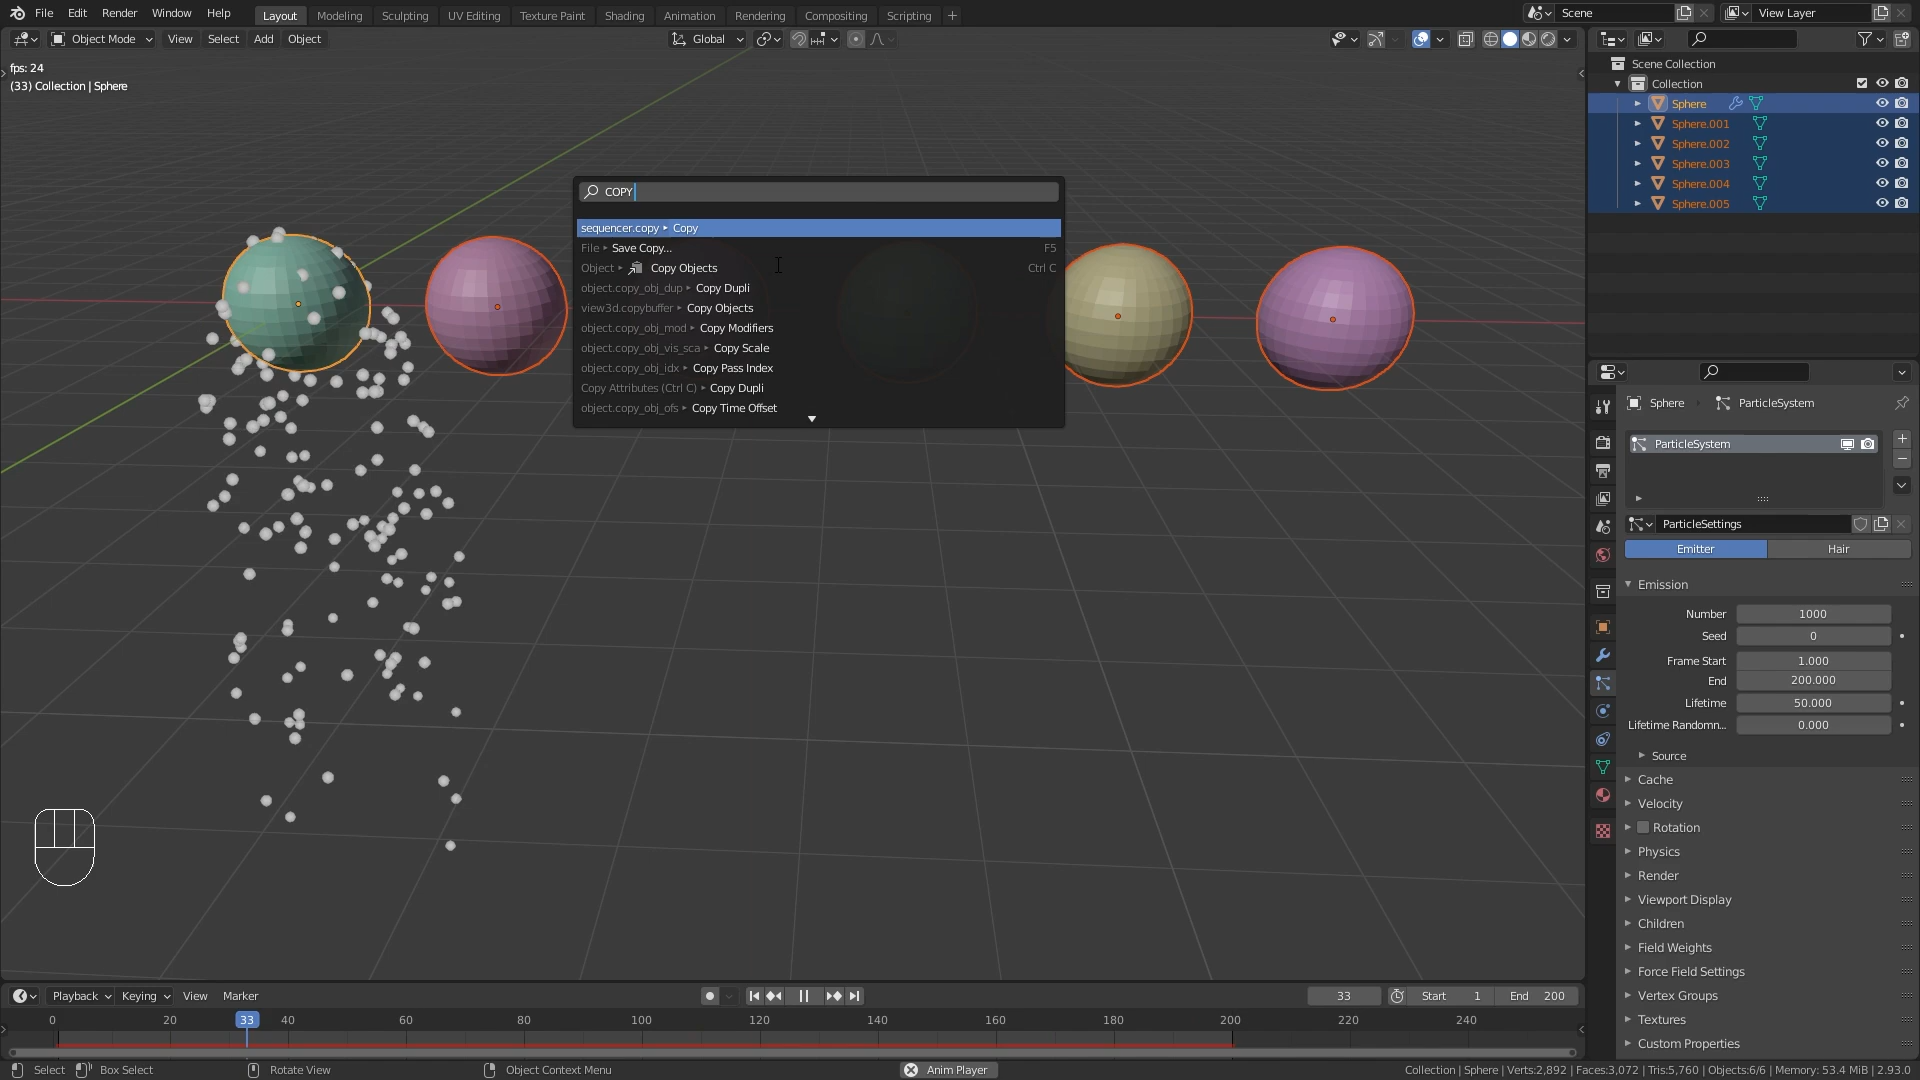 File Edit Render Window Help Layout Modeling Sculpting UV Editing Texture Paint Shading Animation Rendering Compositing Scripting + Scene View Layer
Object Mode View Select Add Object Global
fps: 24
(33) Collection | Sphere
COPY
sequencer.copy ▸ Copy
File ▸ Save Copy... F5
Object ▸ Copy Objects Ctrl C
object.copy_obj_dup ▸ Copy Dupli
view3d.copybuffer ▸ Copy Objects
object.copy_obj_mod ▸ Copy Modifiers
object.copy_obj_vis_sca ▸ Copy Scale
object.copy_obj_idx ▸ Copy Pass Index
Copy Attributes (Ctrl C) ▸ Copy Dupli
object.copy_obj_ofs ▸ Copy Time Offset
Scene Collection
Collection
Sphere
Sphere.001
Sphere.002
Sphere.003
Sphere.004
Sphere.005
Sphere ParticleSystem
ParticleSystem
ParticleSettings
Emitter Hair
Emission
Number 1000
Seed 0
Frame Start 1.000
End 200.000
Lifetime 50.000
Lifetime Randomn... 0.000
Source
Cache
Velocity
Rotation
Physics
Render
Viewport Display
Children
Field Weights
Force Field Settings
Vertex Groups
Textures
Custom Properties
Playback Keying View Marker 33 Start 1 End 200
0 20 33 40 60 80 100 120 140 160 180 200 220 240
Select Box Select Rotate View Object Context Menu Anim Player Collection | Sphere | Verts:2,892 | Faces:3,072 | Tris:5,760 | Objects:6/6 | Memory: 53.4 MiB | 2.93.0